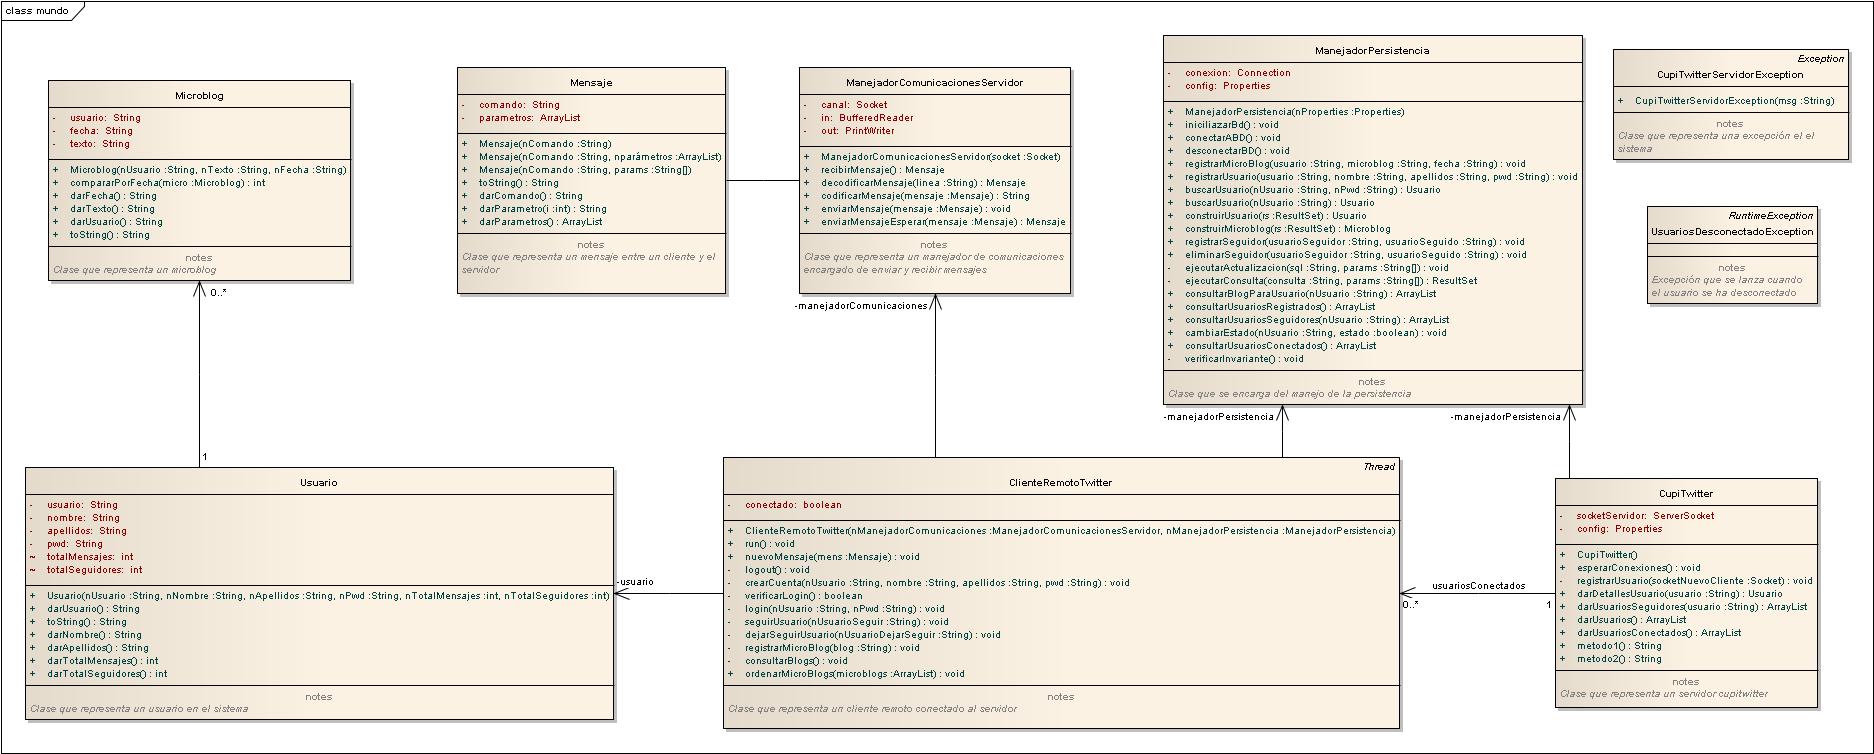 class mundo
Microblog
- usuario: String
- fecha: String
- texto: String
+ Microblog(nUsuario :String, nTexto :String, nFecha :String)
+ compararPorFecha(micro :Microblog) : int
+ darFecha() : String
+ darTexto() : String
+ darUsuario() : String
+ toString() : String
notes
Clase que representa un microblog
Mensaje
- comando: String
- parametros: ArrayList
+ Mensaje(nComando :String)
+ Mensaje(nComando :String, nparámetros :ArrayList)
+ Mensaje(nComando :String, params :String[])
+ toString() : String
+ darComando() : String
+ darParametro(i :int) : String
+ darParametros() : ArrayList
notes
Clase que representa un mensaje entre un cliente y el
servidor
ManejadorComunicacionesServidor
- canal: Socket
- in: BufferedReader
- out: PrintWriter
+ ManejadorComunicacionesServidor(socket :Socket)
+ recibirMensaje() : Mensaje
+ decodificarMensaje(linea :String) : Mensaje
+ codificarMensaje(mensaje :Mensaje) : String
+ enviarMensaje(mensaje :Mensaje) : void
+ enviarMensajeEsperar(mensaje :Mensaje) : Mensaje
notes
Clase que representa un manejador de comunicaciones
encargado de enviar y recibir mensajes
ManejadorPersistencia
- conexion: Connection
- config: Properties
+ ManejadorPersistencia(nProperties :Properties)
+ iniciliazarBd() : void
+ conectarABD() : void
+ desconectarBD() : void
+ registrarMicroBlog(usuario :String, microblog :String, fecha :String) : void
+ registrarUsuario(usuario :String, nombre :String, apellidos :String, pwd :String) : void
+ buscarUsuario(nUsuario :String, nPwd :String) : Usuario
+ buscarUsuario(nUsuario :String) : Usuario
+ construirUsuario(rs :ResultSet) : Usuario
+ construirMicroblog(rs :ResultSet) : Microblog
+ registrarSeguidor(usuarioSeguidor :String, usuarioSeguido :String) : void
+ eliminarSeguidor(usuarioSeguidor :String, usuarioSeguido :String) : void
- ejecutarActualizacion(sql :String, params :String[]) : void
- ejecutarConsulta(consulta :String, params :String[]) : ResultSet
+ consultarBlogParaUsuario(nUsuario :String) : ArrayList
+ consultarUsuariosRegistrados() : ArrayList
+ consultarUsuariosSeguidores(nUsuario :String) : ArrayList
+ cambiarEstado(nUsuario :String, estado :boolean) : void
+ consultarUsuariosConectados() : ArrayList
- verificarInvariante() : void
notes
Clase que se encarga del manejo de la persistencia
Exception
CupiTwitterServidorException
+ CupiTwitterServidorException(msg :String)
notes
Clase que representa una excepción el el
sistema
RuntimeException
UsuariosDesconectadoException
notes
Excepción que se lanza cuando
el usuario se ha desconectado
0..*
1
-manejadorComunicaciones
-manejadorPersistencia
-manejadorPersistencia
Usuario
- usuario: String
- nombre: String
- apellidos: String
- pwd: String
~ totalMensajes: int
~ totalSeguidores: int
+ Usuario(nUsuario :String, nNombre :String, nApellidos :String, nPwd :String, nTotalMensajes :int, nTotalSeguidores :int)
+ darUsuario() : String
+ toString() : String
+ darNombre() : String
+ darApellidos() : String
+ darTotalMensajes() : int
+ darTotalSeguidores() : int
notes
Clase que representa un usuario en el sistema
-usuario
Thread
ClienteRemotoTwitter
- conectado: boolean
+ ClienteRemotoTwitter(nManejadorComunicaciones :ManejadorComunicacionesServidor, nManejadorPersistencia :ManejadorPersistencia)
+ run() : void
+ nuevoMensaje(mens :Mensaje) : void
- logout() : void
- crearCuenta(nUsuario :String, nombre :String, apellidos :String, pwd :String) : void
- verificarLogin() : boolean
- login(nUsuario :String, nPwd :String) : void
- seguirUsuario(nUsuarioSeguir :String) : void
- dejarSeguirUsuario(nUsuarioDejarSeguir :String) : void
- registrarMicroBlog(blog :String) : void
- consultarBlogs() : void
+ ordenarMicroBlogs(microblogs :ArrayList) : void
notes
Clase que representa un cliente remoto conectado al servidor
usuariosConectados
0..*
1
CupiTwitter
- socketServidor: ServerSocket
- config: Properties
+ CupiTwitter()
+ esperarConexiones() : void
- registrarUsuario(socketNuevoCliente :Socket) : void
+ darDetallesUsuario(usuario :String) : Usuario
+ darUsuariosSeguidores(usuario :String) : ArrayList
+ darUsuarios() : ArrayList
+ darUsuariosConectados() : ArrayList
+ metodo1() : String
+ metodo2() : String
notes
Clase que representa un servidor cupitwitter